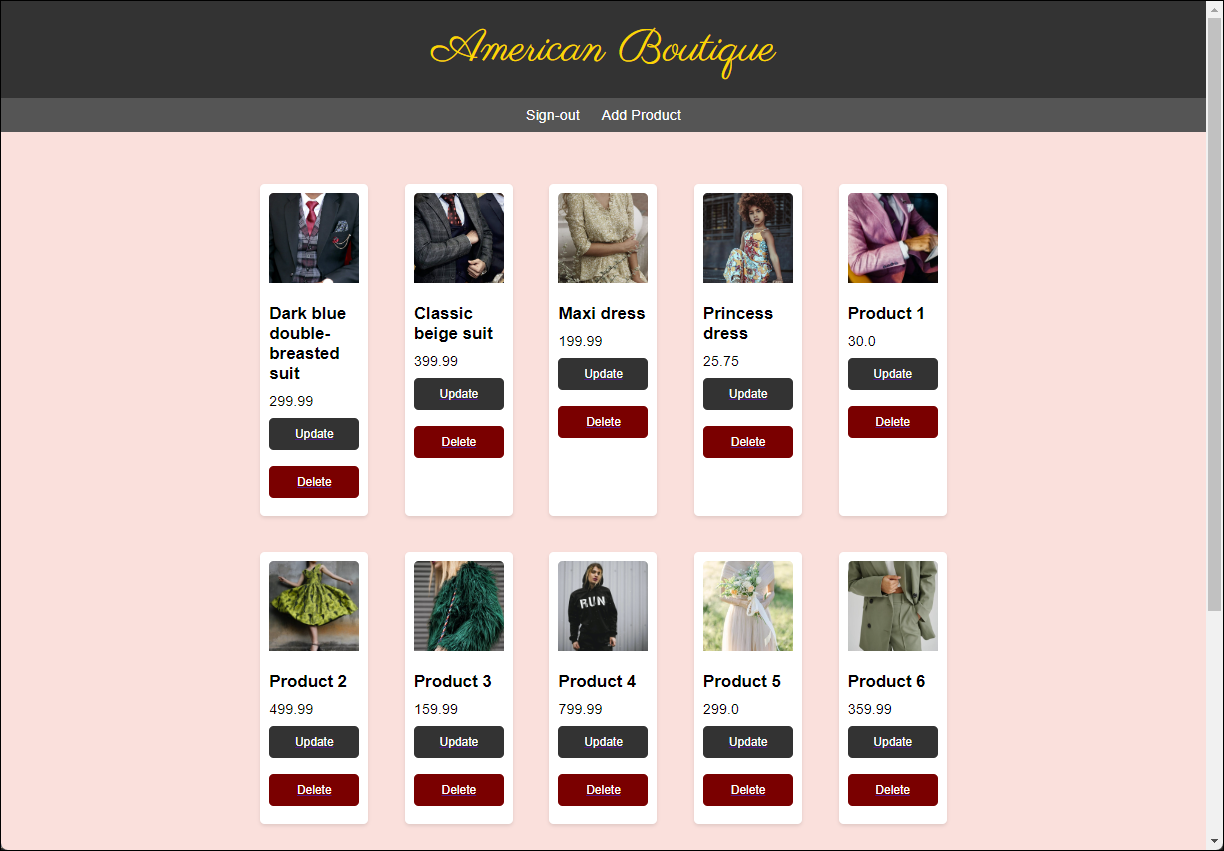 American Boutique
Sign-out Add Product
Dark blue
double-
breasted
suit
299.99
Update
Delete
Classic
beige suit
399.99
Update
Delete
Maxi dress
199.99
Update
Delete
Princess
dress
25.75
Update
Delete
Product 1
30.0
Update
Delete
Product 2
499.99
Update
Delete
Product 3
159.99
Update
Delete
RUN
Product 4
799.99
Update
Delete
Product 5
299.0
Update
Delete
Product 6
359.99
Update
Delete